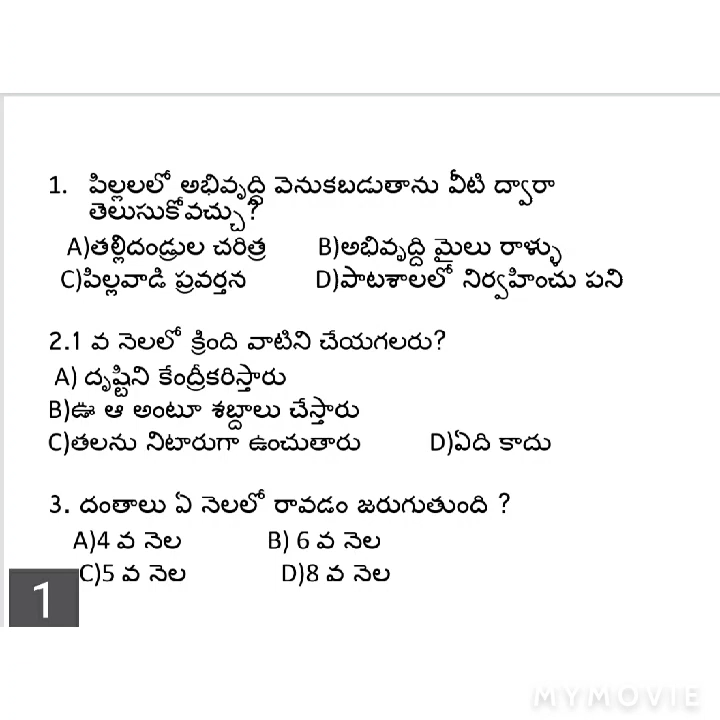 1. పిల్లలలో అభివృద్ధి వెనుకబడుతాను వీటి ద్వారా
తెలుసుకోవచ్చు?
A)తల్లిదండ్రుల చరిత్ర B)అభివృద్ది మైలు రాళ్ళు
C)పిల్లవాడి ప్రవర్తన D)పాటశాలలో నిర్వహించు పని
2.1 వ నెలలో క్రింది వాటిని చేయగలరు?
A) దృష్టిని కేంద్రీకరిస్తారు
B)ఊ ఆ అంటూ శబ్దాలు చేస్తారు
C)తలను నిటారుగా ఉంచుతారు D)ఏది కాదు
3. దంతాలు ఏ నెలలో రావడం జరుగుతుంది ?
A)4 వ నెల B) 6 వ నెల
C)5 వ నెల D)8 వ నెల
1
MYMOVIE